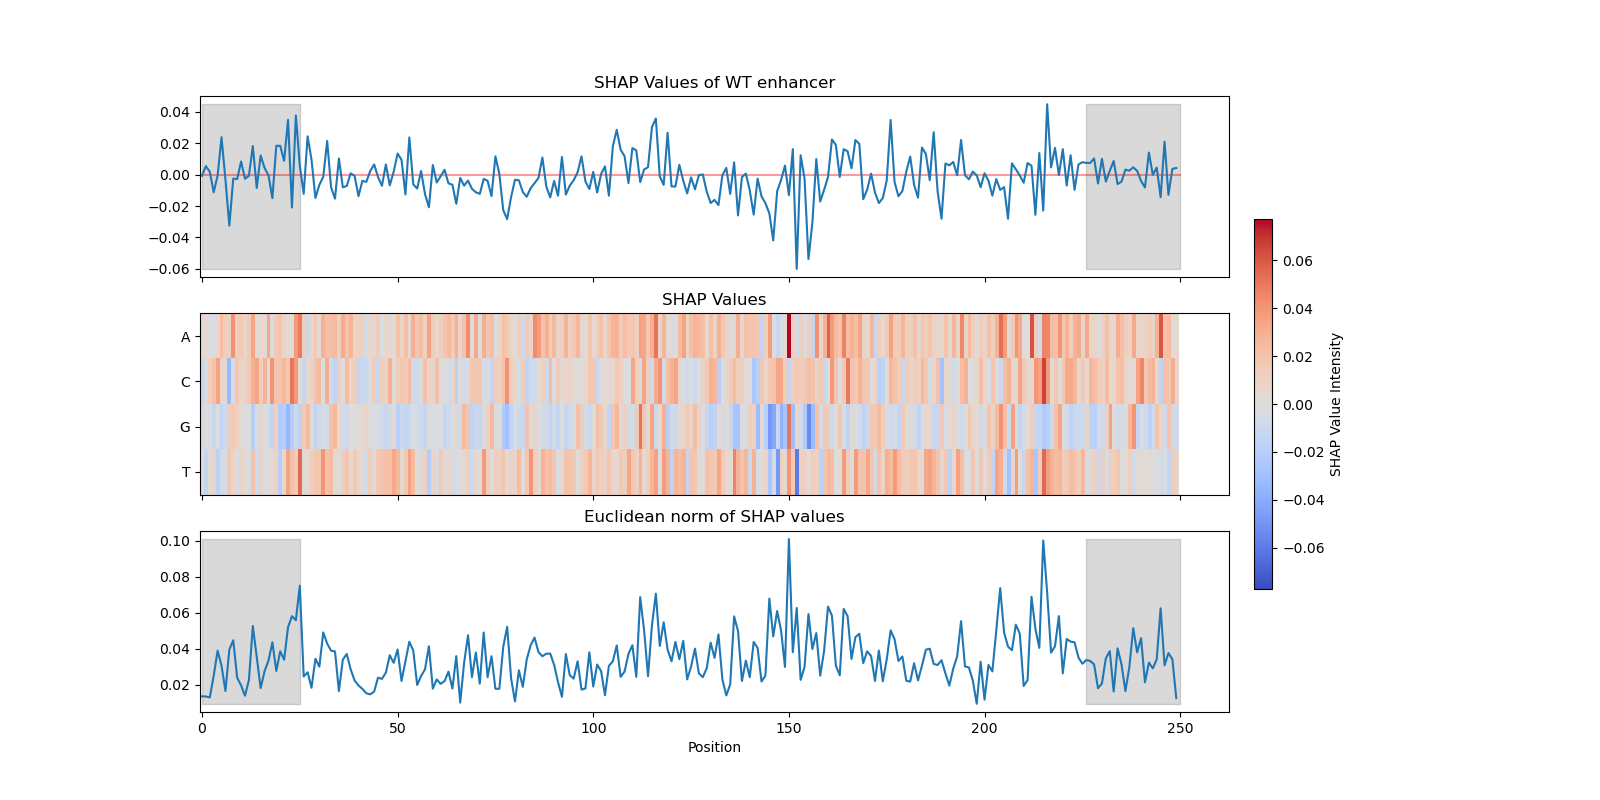 SHAP Values of WT enhancer
0.04
0.02
0.00
−0.02
−0.04
−0.06
SHAP Values
A
C
G
T
Euclidean norm of SHAP values
0.10
0.08
0.06
0.04
0.02
0 50 100 150 200 250
Position
0.06
0.04
0.02
0.00
−0.02
−0.04
−0.06
SHAP Value Intensity